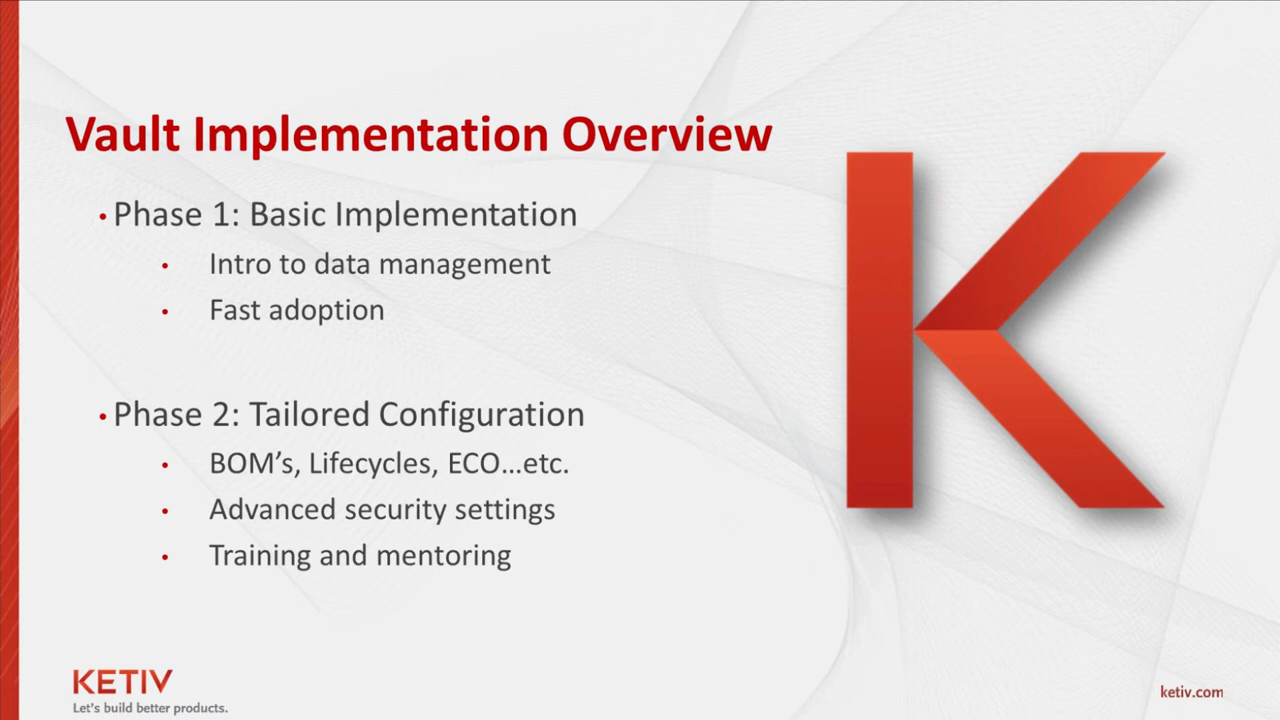 Vault Implementation Overview
• Phase 1: Basic Implementation
• Intro to data management
• Fast adoption
• Phase 2: Tailored Configuration
• BOM’s, Lifecycles, ECO…etc.
• Advanced security settings
• Training and mentoring
K
KETIV
Let’s build better products.
ketiv.com